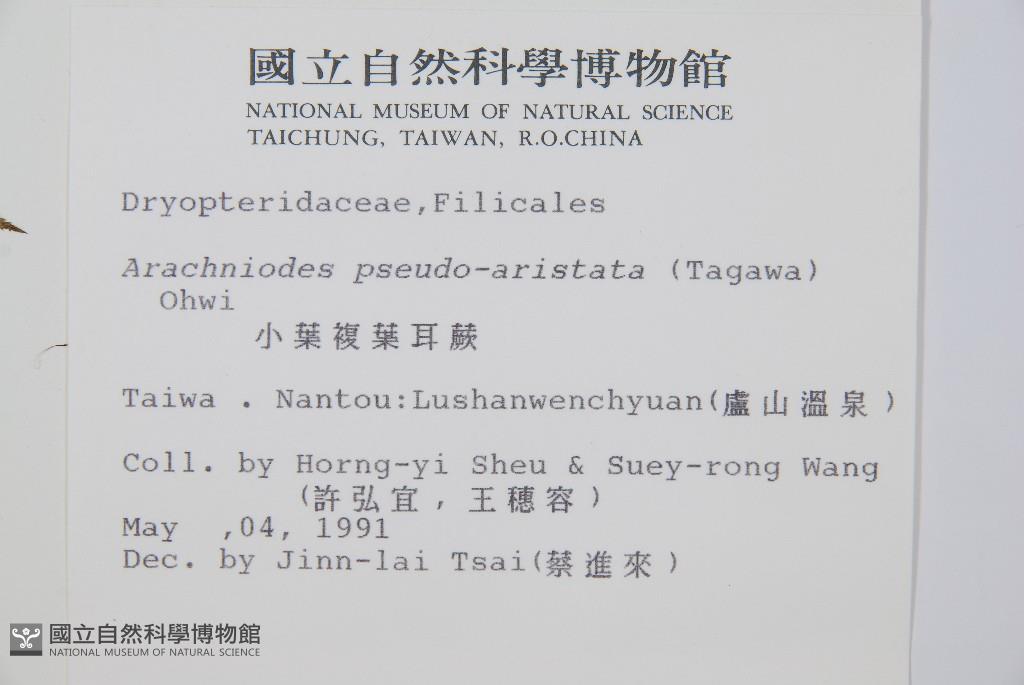 國立自然科學博物館
NATIONAL MUSEUM OF NATURAL SCIENCE
TAICHUNG, TAIWAN, R.O.CHINA
Dryopteridaceae,Filicales
Arachniodes pseudo-aristata (Tagawa)
Ohwi
小葉複葉耳蕨
Taiwa . Nantou:Lushanwenchyuan(盧山溫泉)
Coll. by Horng-yi Sheu & Suey-rong Wang
(許弘宜,王穗容)
May ,04, 1991
Dec. by Jinn-lai Tsai(蔡進來)
國立自然科學博物館
NATIONAL MUSEUM OF NATURAL SCIENCE